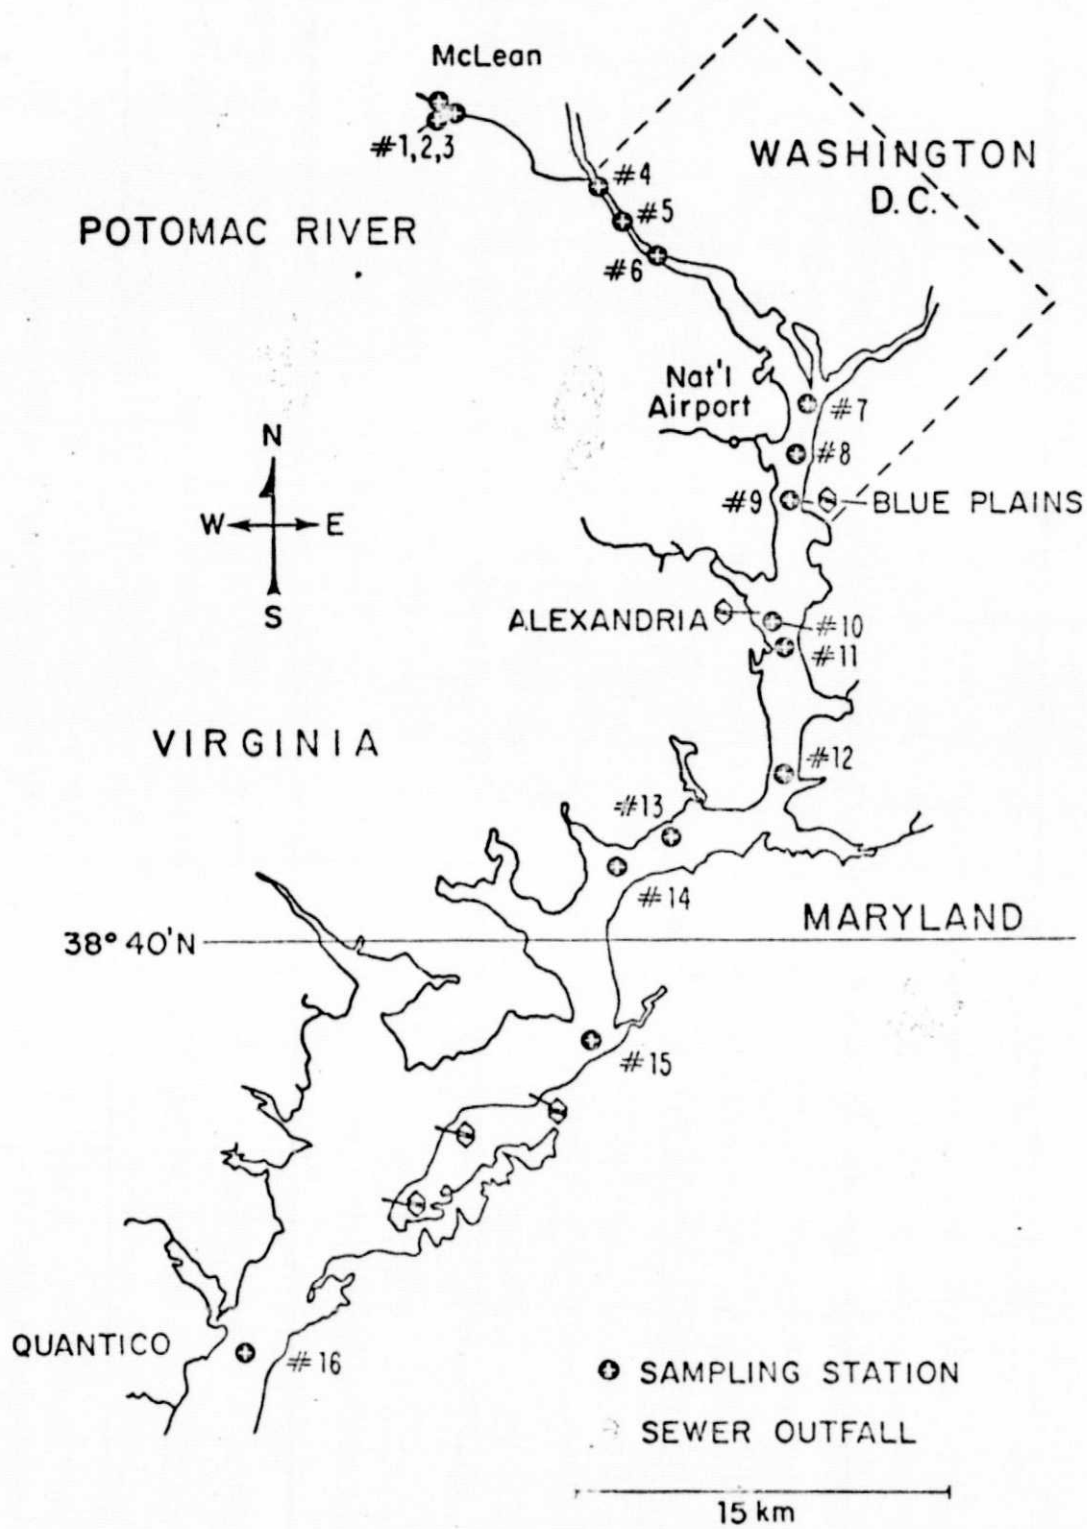 McLean
#1,2,3
WASHINGTON
D.C.
#4
#5
POTOMAC RIVER
#6
Nat'l
Airport
#7
N
#8
W
E
#9
BLUE PLAINS
S
ALEXANDRIA
#10
#11
VIRGINIA
#12
#13
#14
MARYLAND
38° 40'N
#15
QUANTICO
#16
SAMPLING STATION
SEWER OUTFALL
15 km